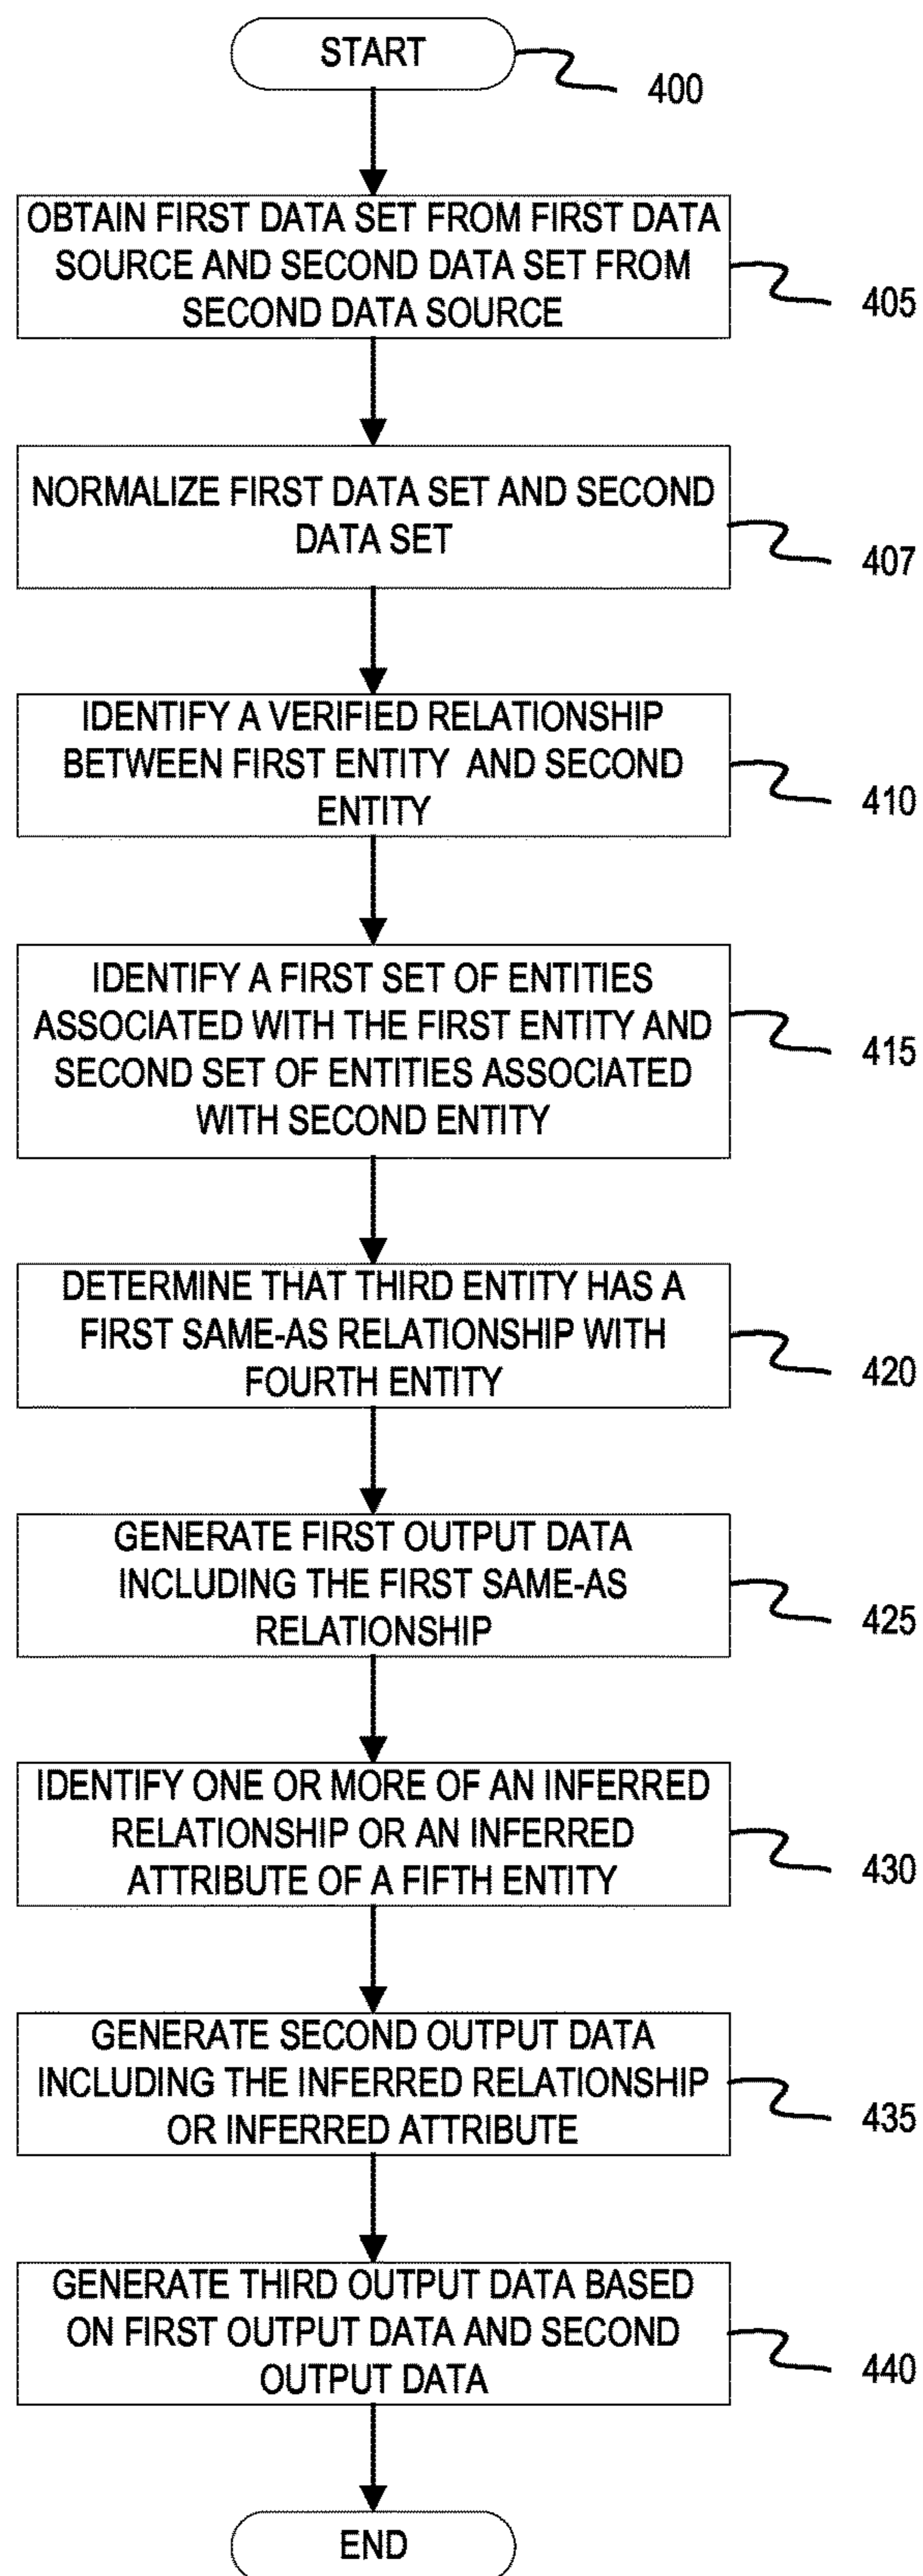 START
400
OBTAIN FIRST DATA SET FROM FIRST DATA
SOURCE AND SECOND DATA SET FROM
SECOND DATA SOURCE
405
NORMALIZE FIRST DATA SET AND SECOND
DATA SET
407
IDENTIFY A VERIFIED RELATIONSHIP
BETWEEN FIRST ENTITY AND SECOND
ENTITY
410
IDENTIFY A FIRST SET OF ENTITIES
ASSOCIATED WITH THE FIRST ENTITY AND
SECOND SET OF ENTITIES ASSOCIATED
WITH SECOND ENTITY
415
DETERMINE THAT THIRD ENTITY HAS A
FIRST SAME-AS RELATIONSHIP WITH
FOURTH ENTITY
420
GENERATE FIRST OUTPUT DATA
INCLUDING THE FIRST SAME-AS
RELATIONSHIP
425
IDENTIFY ONE OR MORE OF AN INFERRED
RELATIONSHIP OR AN INFERRED
ATTRIBUTE OF A FIFTH ENTITY
430
GENERATE SECOND OUTPUT DATA
INCLUDING THE INFERRED RELATIONSHIP
OR INFERRED ATTRIBUTE
435
GENERATE THIRD OUTPUT DATA BASED
ON FIRST OUTPUT DATA AND SECOND
OUTPUT DATA
440
END